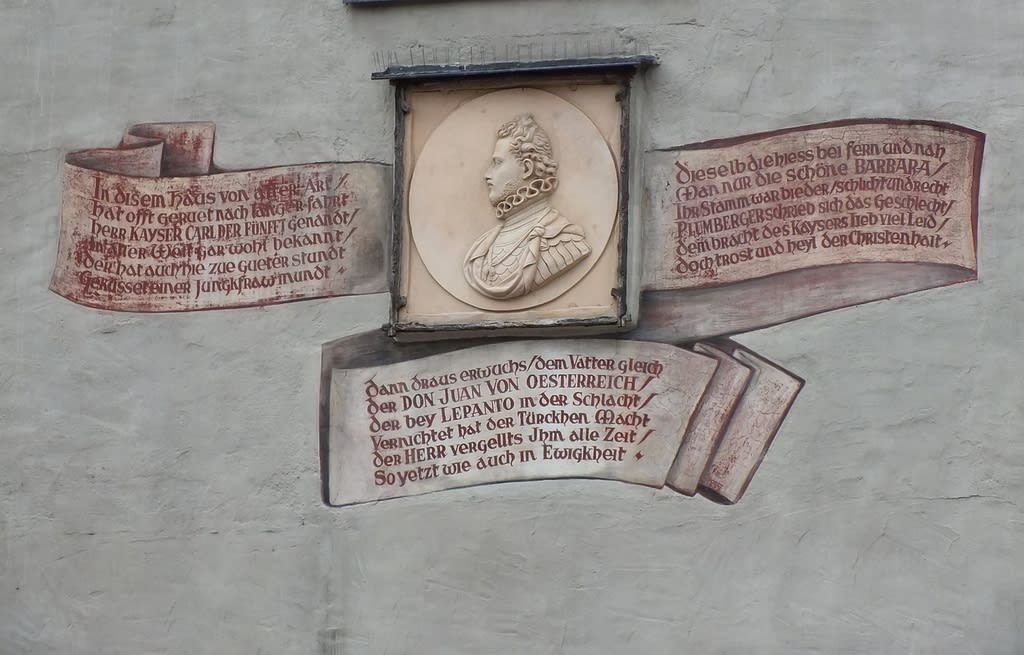 In disem Haus von alter Art/
Hat offt geruet nach langer fahrt
Herr KAYSER CARL DER FÜNFT genandt/
in aller Welt gar wohl bekannt/
der hat auch hie zue gueter stundt
Geküsset einer Jungkfraw mundt •
Dieselb die hiess bei fern und nah
Man nur die schöne BARBARA/
Ihr Stamm war bieder/schlicht und recht
PLUMBERGER schrieb sich das Geschlecht/
Dem bracht des Kaysers lieb viel Leid/
doch trost und heyl der Christenhait •
Dann draus erwuchs/dem Vatter gleich
der DON JUAN VON OESTERREICH/
der bey LEPANTO in der Schlacht/
Vernichtet hat der Türckhen Macht
der HERR vergellts Jhm alle Zeit/
So yetzt wie auch in Ewigkheit •